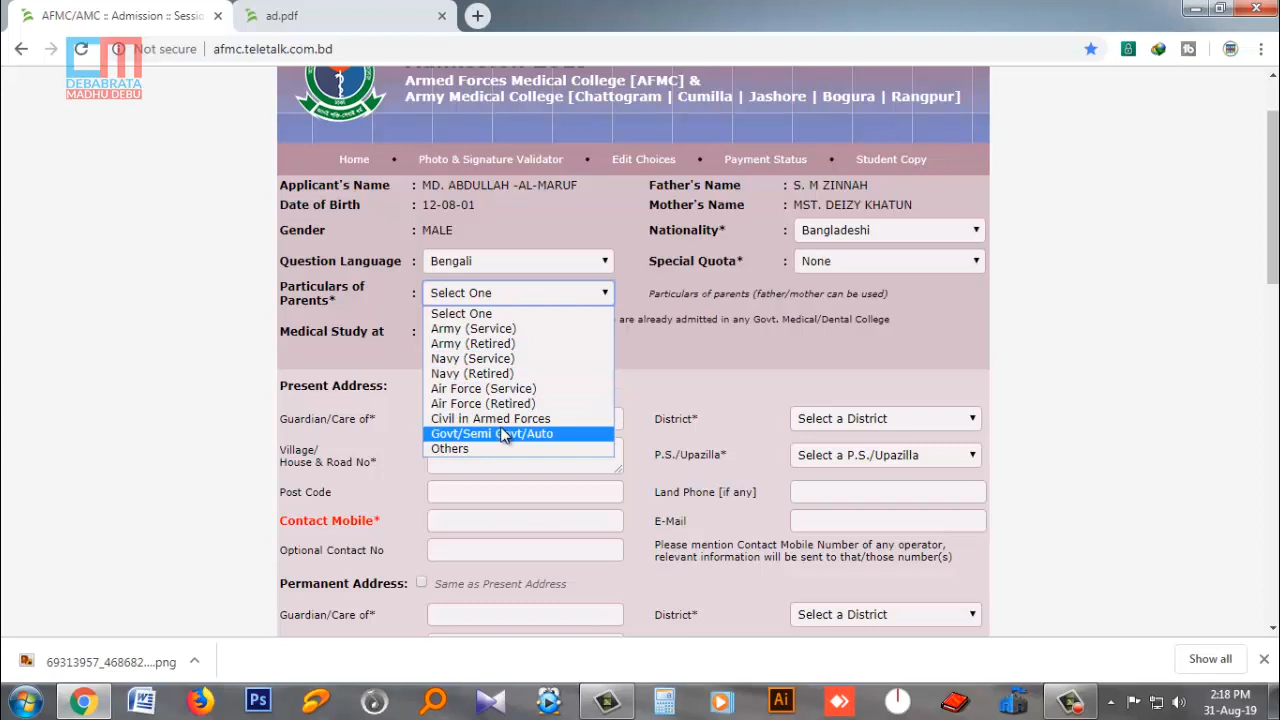 AFMC/AMC :: Admission :: Sessio
ad.pdf
Not secure
afmc.teletalk.com.bd
DEBABRATA
MADHU DEBU
Armed Forces Medical College [AFMC] &
Army Medical College [Chattogram | Cumilla | Jashore | Bogura | Rangpur]
Home • Photo & Signature Validator • Edit Choices • Payment Status • Student Copy
Applicant's Name : MD. ABDULLAH -AL-MARUF Father's Name : S. M ZINNAH
Date of Birth : 12-08-01 Mother's Name : MST. DEIZY KHATUN
Gender : MALE Nationality* : Bangladeshi
Question Language : Bengali Special Quota* : None
Particulars of
Parents* : Select One Particulars of parents (father/mother can be used)
Select One
are already admitted in any Govt. Medical/Dental College
Medical Study at :
Army (Service)
Army (Retired)
Navy (Service)
Navy (Retired)
Air Force (Service)
Air Force (Retired)
Civil in Armed Forces
Govt/Semi Govt/Auto
Others
Present Address:
Guardian/Care of* District* Select a District
Village/
House & Road No* P.S./Upazilla* Select a P.S./Upazilla
Post Code Land Phone [if any]
Contact Mobile* E-Mail
Optional Contact No Please mention Contact Mobile Number of any operator,
relevant information will be sent to that/those number(s)
Permanent Address: Same as Present Address
Guardian/Care of* District* Select a District
69313957_468682....png
Show all
2:18 PM
31-Aug-19